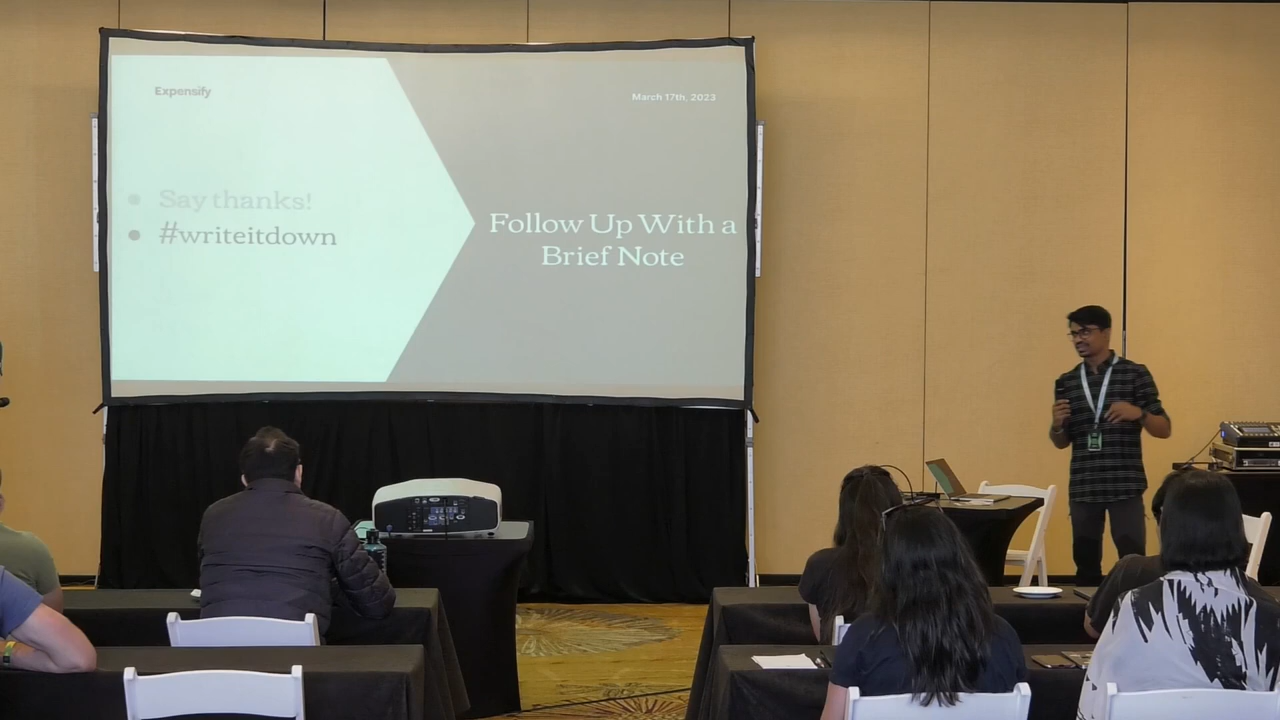 Expensify
March 17th, 2023
Say thanks!
#writeitdown
Follow Up With a
Brief Note